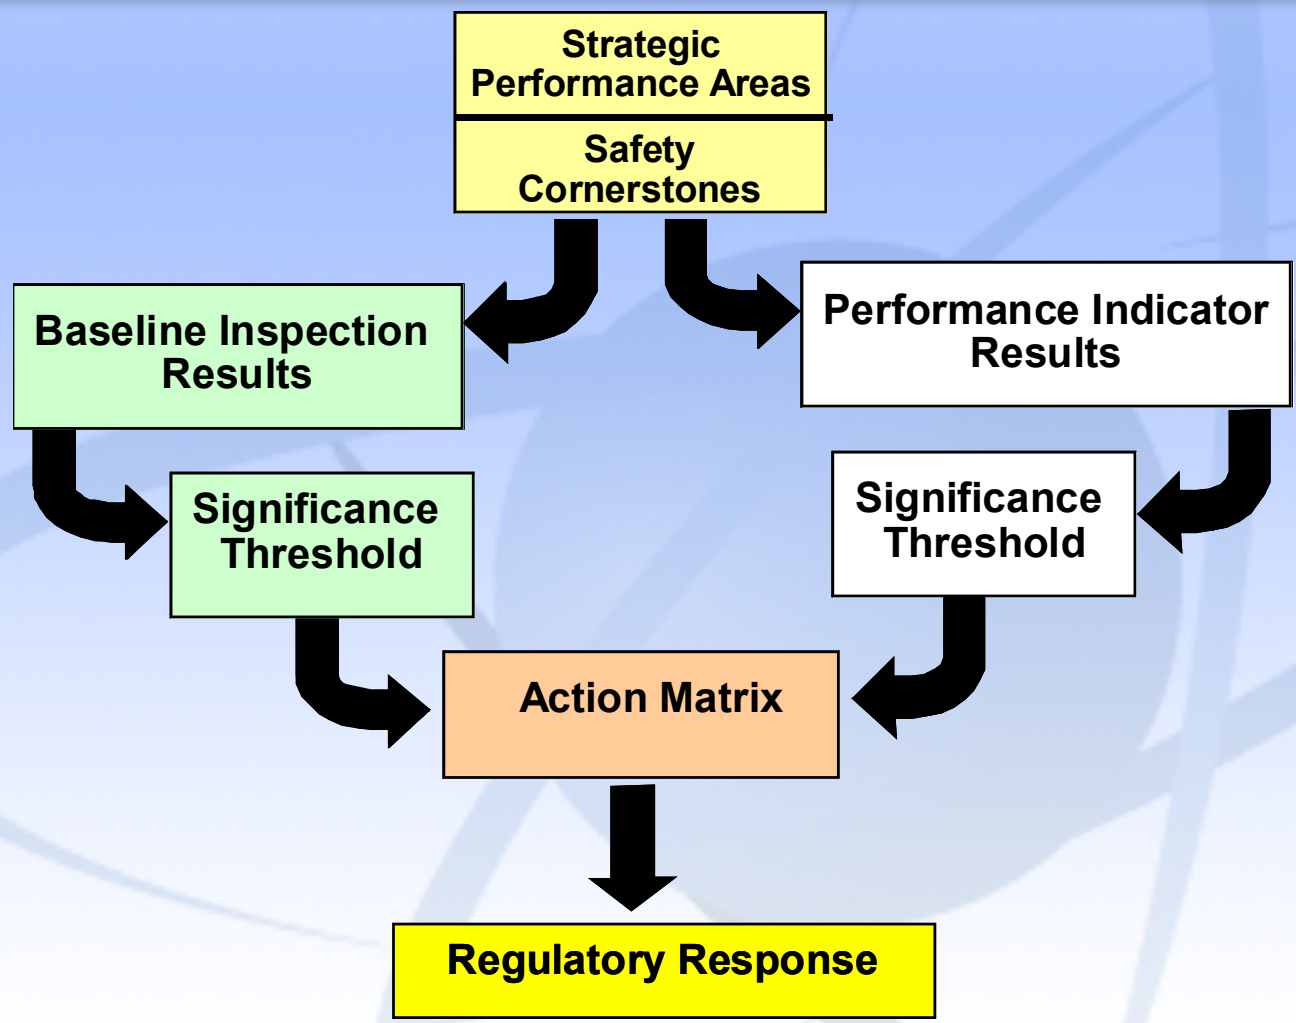 Strategic
Performance Areas
Safety
Cornerstones
Baseline Inspection
Results
Performance Indicator
Results
Significance
Threshold
Significance
Threshold
Action Matrix
Regulatory Response